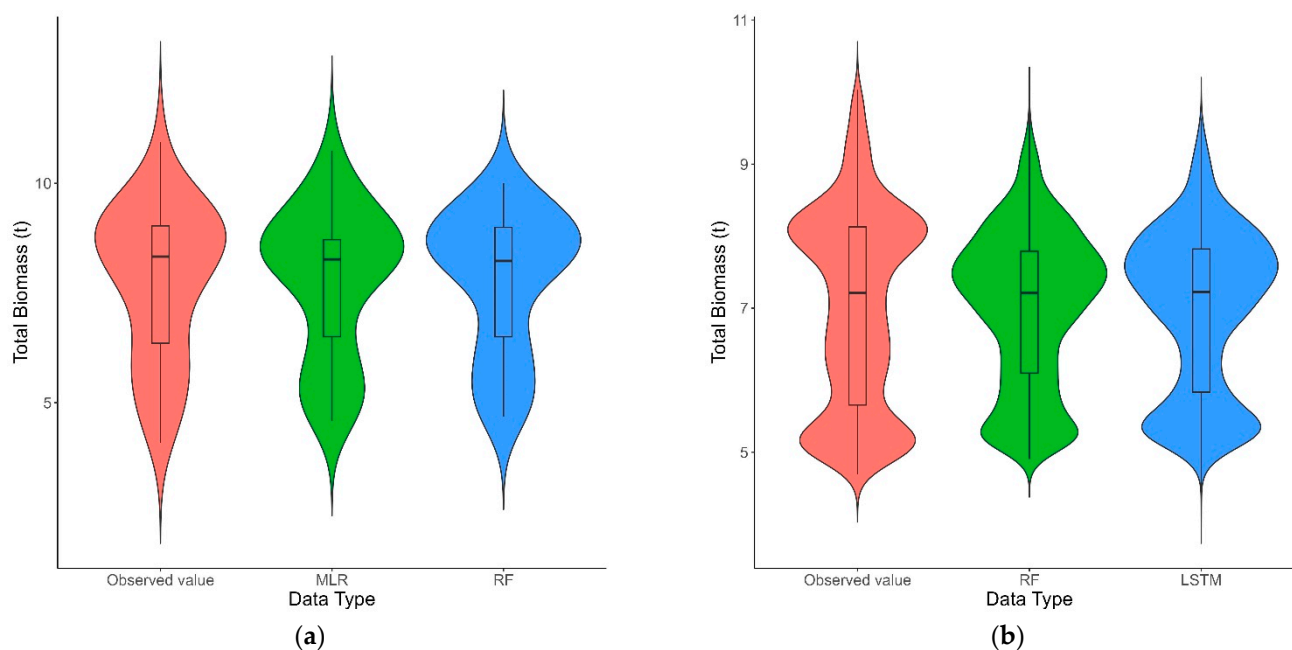 Total Biomass (t)
10
5
Observed value
MLR
RF
Data Type
(a)
Total Biomass (t)
11
9
7
5
Observed value
RF
LSTM
Data Type
(b)